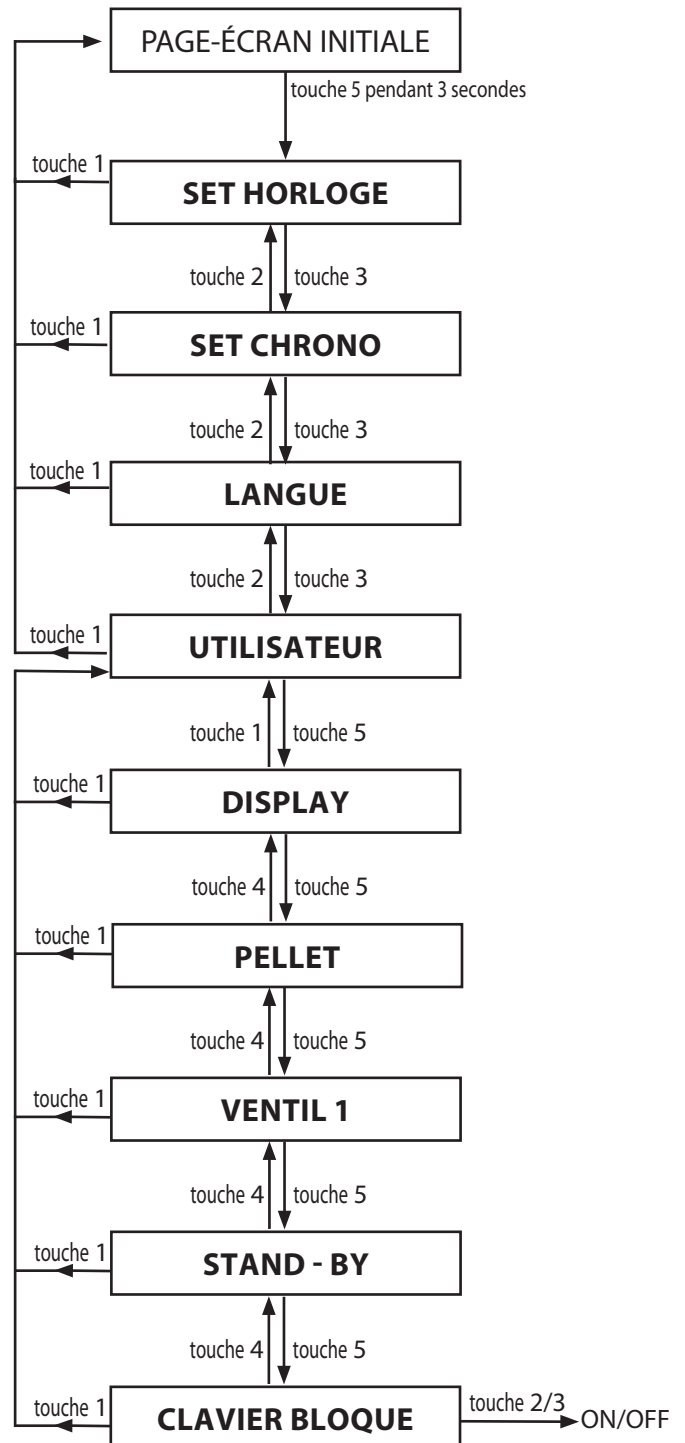 PAGE-ÉCRAN INITIALE
touche 5 pendant 3 secondes
touche 1
SET HORLOGE
touche 2 touche 3
touche 1
SET CHRONO
touche 2 touche 3
touche 1
LANGUE
touche 2 touche 3
touche 1
UTILISATEUR
touche 1 touche 5
touche 1
DISPLAY
touche 4 touche 5
touche 1
PELLET
touche 4 touche 5
touche 1
VENTIL 1
touche 4 touche 5
touche 1
STAND - BY
touche 4 touche 5
touche 1
CLAVIER BLOQUE
touche 2/3
ON/OFF